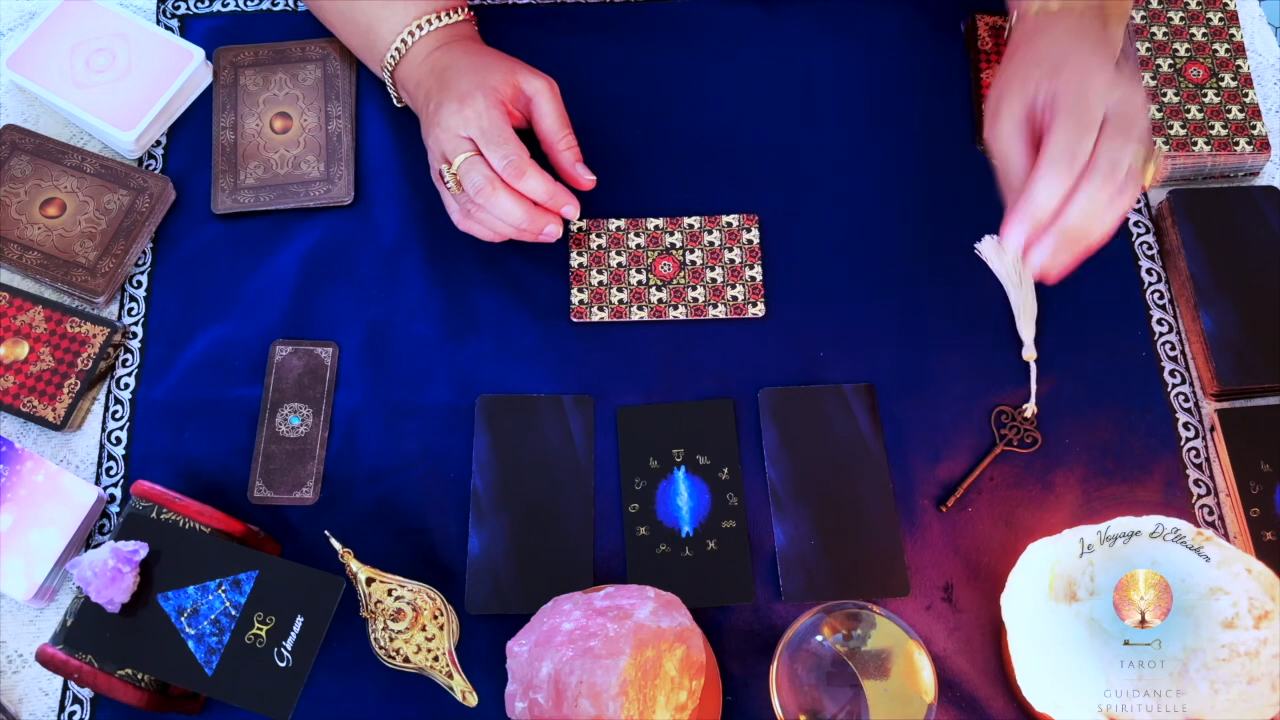 Gémeaux
Le Voyage D'Elleakim
TAROT
GUIDANCE
SPIRITUELLE